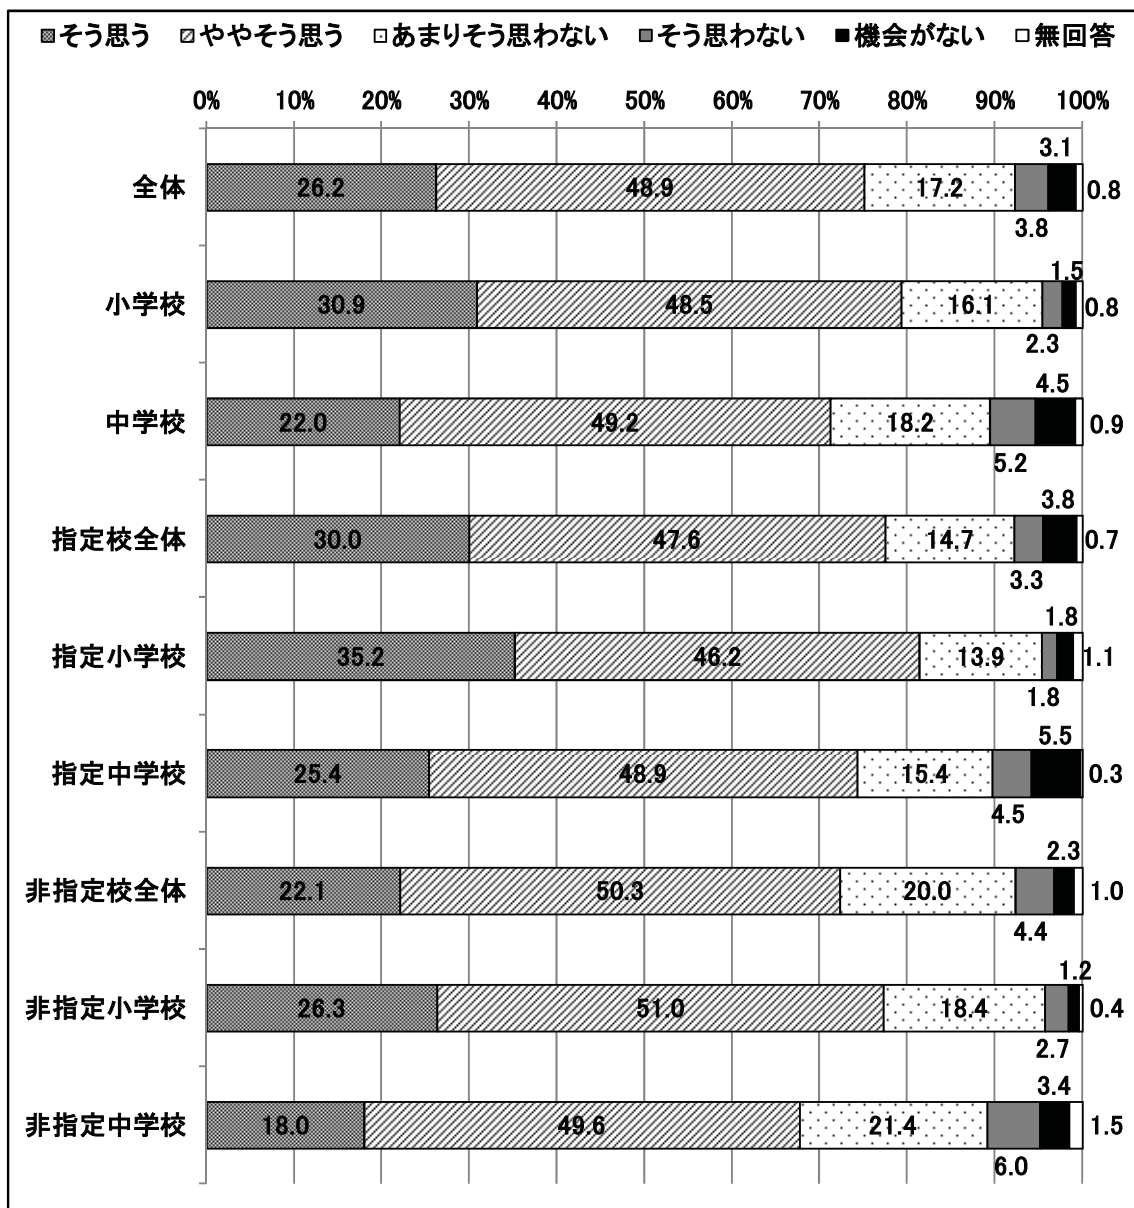 そう思う ややそう思う あまりそう思わない そう思わない 機会がない 無回答
0% 10% 20% 30% 40% 50% 60% 70% 80% 90% 100%
3.1
全体 26.2 48.9 17.2 0.8
3.8
1.5
小学校 30.9 48.5 16.1 0.8
2.3
4.5
中学校 22.0 49.2 18.2 0.9
5.2
3.8
指定校全体 30.0 47.6 14.7 0.7
3.3
1.8
指定小学校 35.2 46.2 13.9 1.1
1.8
5.5
指定中学校 25.4 48.9 15.4 0.3
4.5
2.3
非指定校全体 22.1 50.3 20.0 1.0
4.4
1.2
非指定小学校 26.3 51.0 18.4 0.4
2.7
3.4
非指定中学校 18.0 49.6 21.4 1.5
6.0